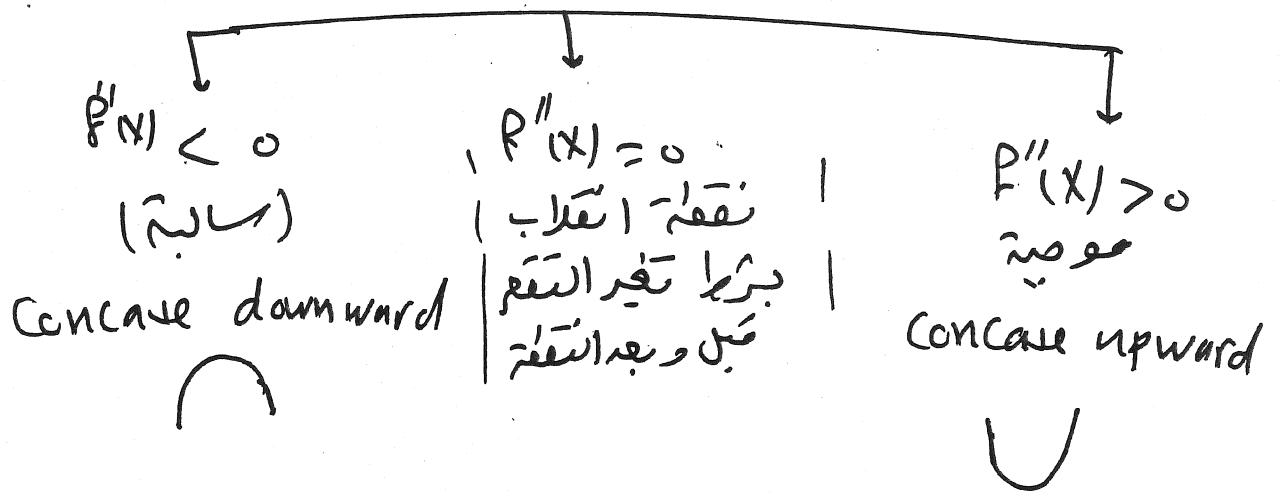 f''(x) < 0
(سالبة)
concave downward
f''(x) = 0
نقطة انقلاب
بشرط تغير التقعر
قبل وبعد النقطة
f''(x) > 0
موجبة
concave upward